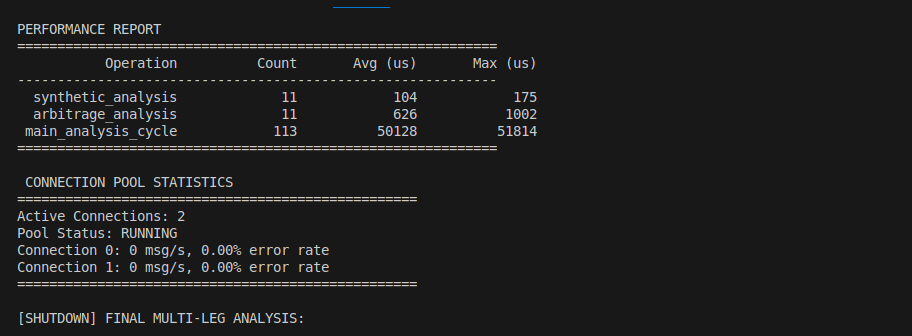 PERFORMANCE REPORT
============================================================
Operation Count Avg (us) Max (us)
------------------------------------------------------------
synthetic_analysis 11 104 175
arbitrage_analysis 11 626 1002
main_analysis_cycle 113 50128 51814
============================================================
CONNECTION POOL STATISTICS
==================================================
Active Connections: 2
Pool Status: RUNNING
Connection 0: 0 msg/s, 0.00% error rate
Connection 1: 0 msg/s, 0.00% error rate
==================================================
[SHUTDOWN] FINAL MULTI-LEG ANALYSIS: